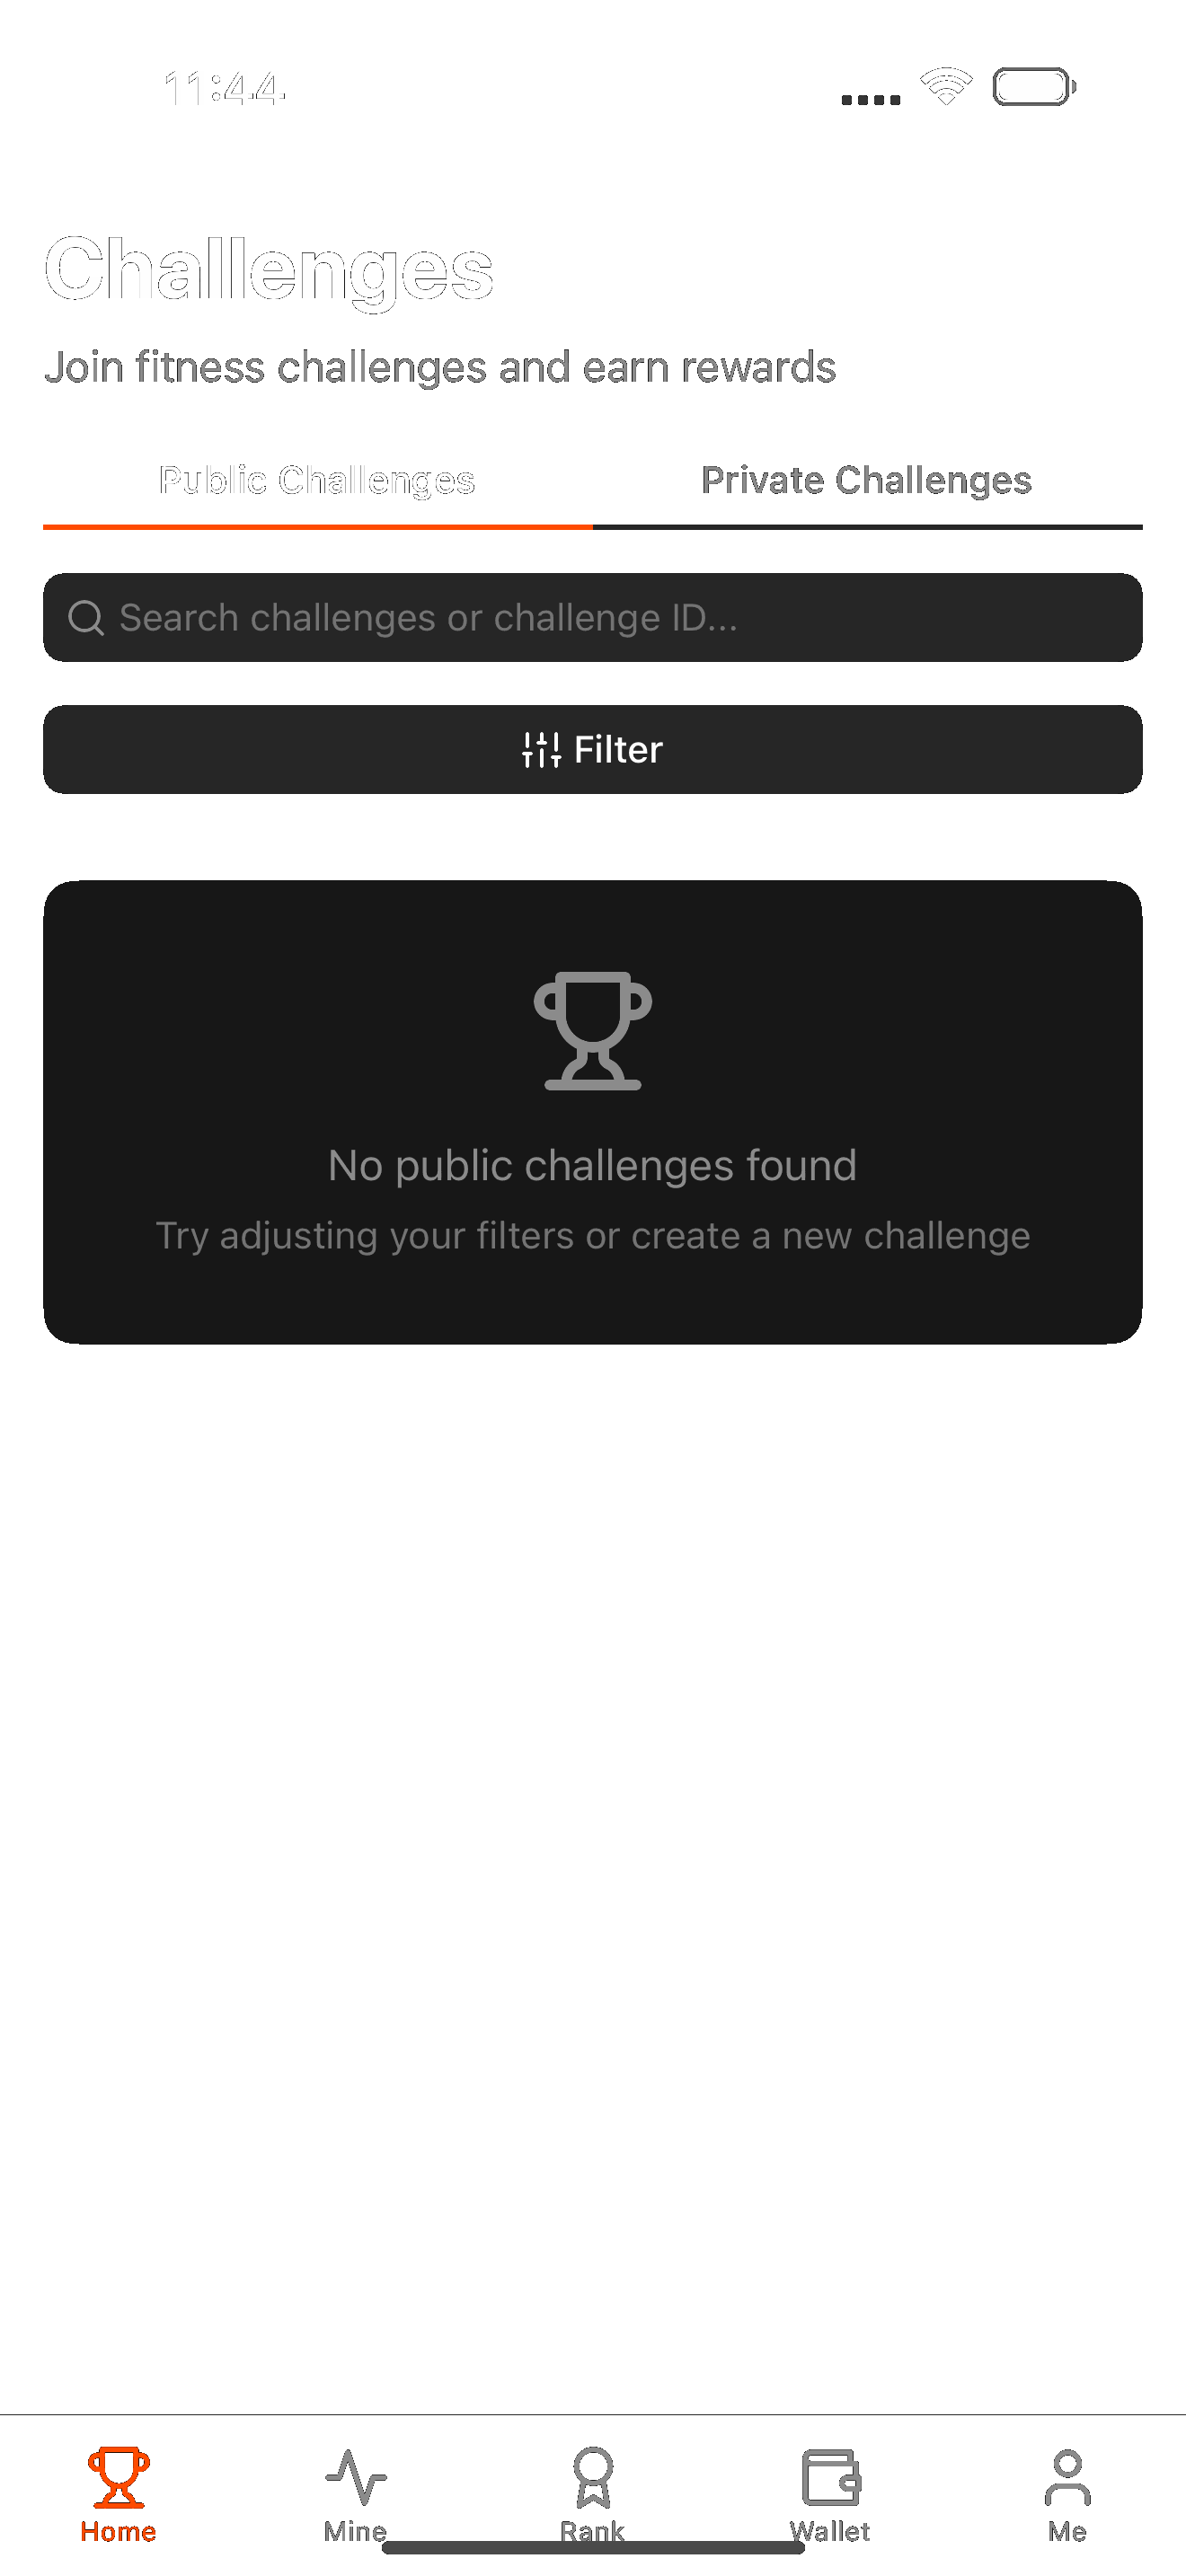 11:44
Challenges
Join fitness challenges and earn rewards
Public Challenges
Private Challenges
Search challenges or challenge ID...
Filter
No public challenges found
Try adjusting your filters or create a new challenge
Home
Mine
Rank
Wallet
Me